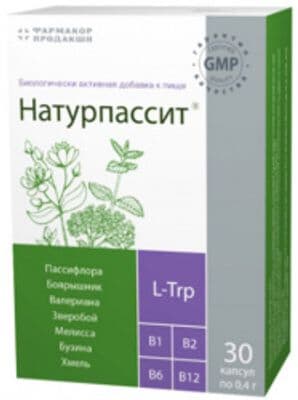 ФАРМАКОР
ПРОДАКШН
GMP
Биологически активная добавка к пище
Натурпассит®
Пассифлора
Боярышник
Валериана
Зверобой
Мелисса
Бузина
Хмель
L-Trp
B1 B2
B6 B12
30
капсул
по 0,4 г